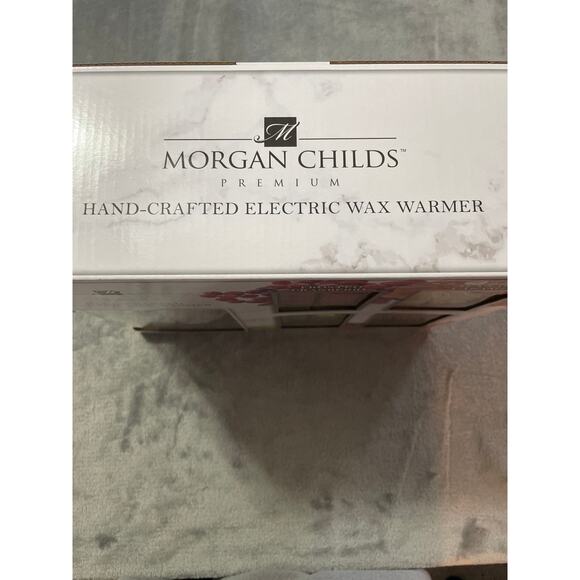 M
MORGAN CHILDS™
PREMIUM
HAND-CRAFTED ELECTRIC WAX WARMER